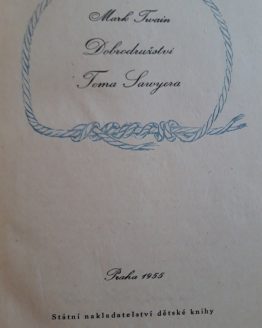 Mark Twain
Dobrodružství
Toma Sawyera
Praha 1955
Státní nakladatelství dětské knihy